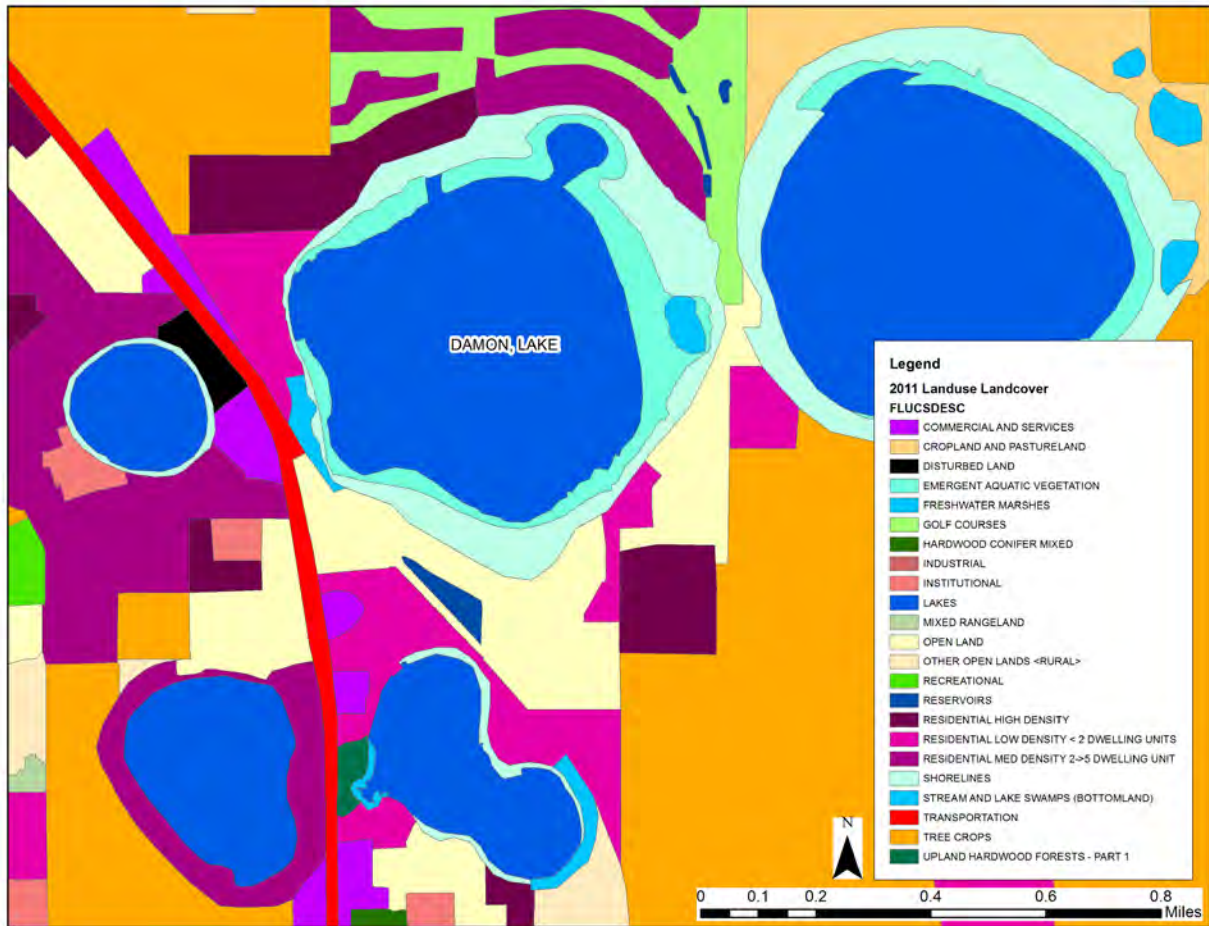 DAMON, LAKE
Legend
2011 Landuse Landcover
FLUCSDESC
COMMERCIAL AND SERVICES
CROPLAND AND PASTURELAND
DISTURBED LAND
EMERGENT AQUATIC VEGETATION
FRESHWATER MARSHES
GOLF COURSES
HARDWOOD CONIFER MIXED
INDUSTRIAL
INSTITUTIONAL
LAKES
MIXED RANGELAND
OPEN LAND
OTHER OPEN LANDS <RURAL>
RECREATIONAL
RESERVOIRS
RESIDENTIAL HIGH DENSITY
RESIDENTIAL LOW DENSITY < 2 DWELLING UNITS
RESIDENTIAL MED DENSITY 2->5 DWELLING UNIT
SHORELINES
STREAM AND LAKE SWAMPS (BOTTOMLAND)
TRANSPORTATION
TREE CROPS
UPLAND HARDWOOD FORESTS - PART 1
N
0 0.1 0.2 0.4 0.6 0.8
Miles